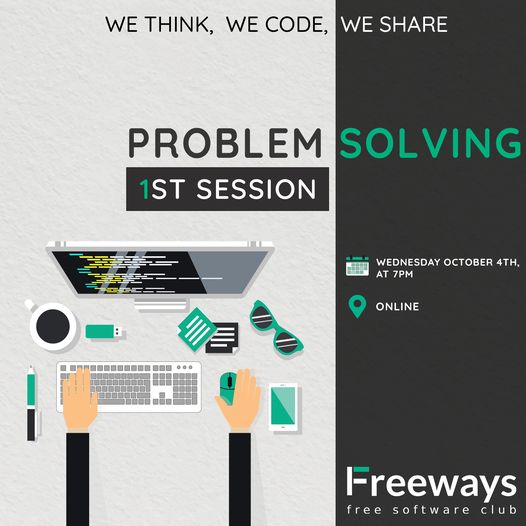 WE THINK, WE CODE, WE SHARE
PROBLEM SOLVING
1ST SESSION
WEDNESDAY OCTOBER 4TH,
AT 7PM
ONLINE
Freeways
free software club